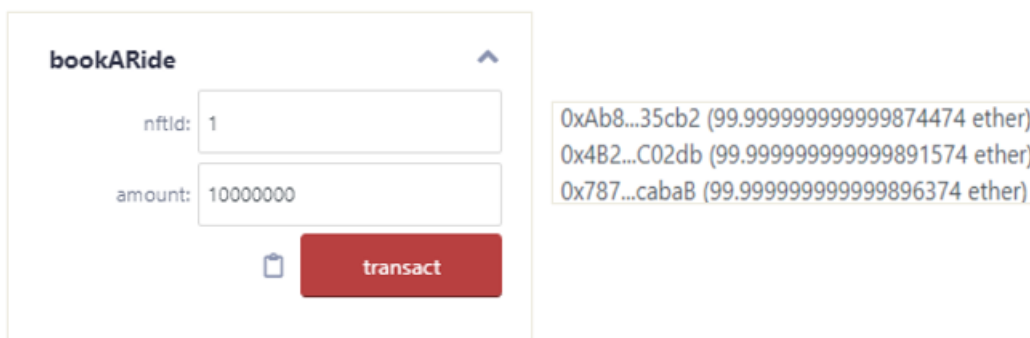 bookARide
nftId: 1
amount: 10000000
transact
0xAb8...35cb2 (99.999999999999874474 ether)
0x4B2...C02db (99.999999999999891574 ether)
0x787...cabaB (99.999999999999896374 ether)